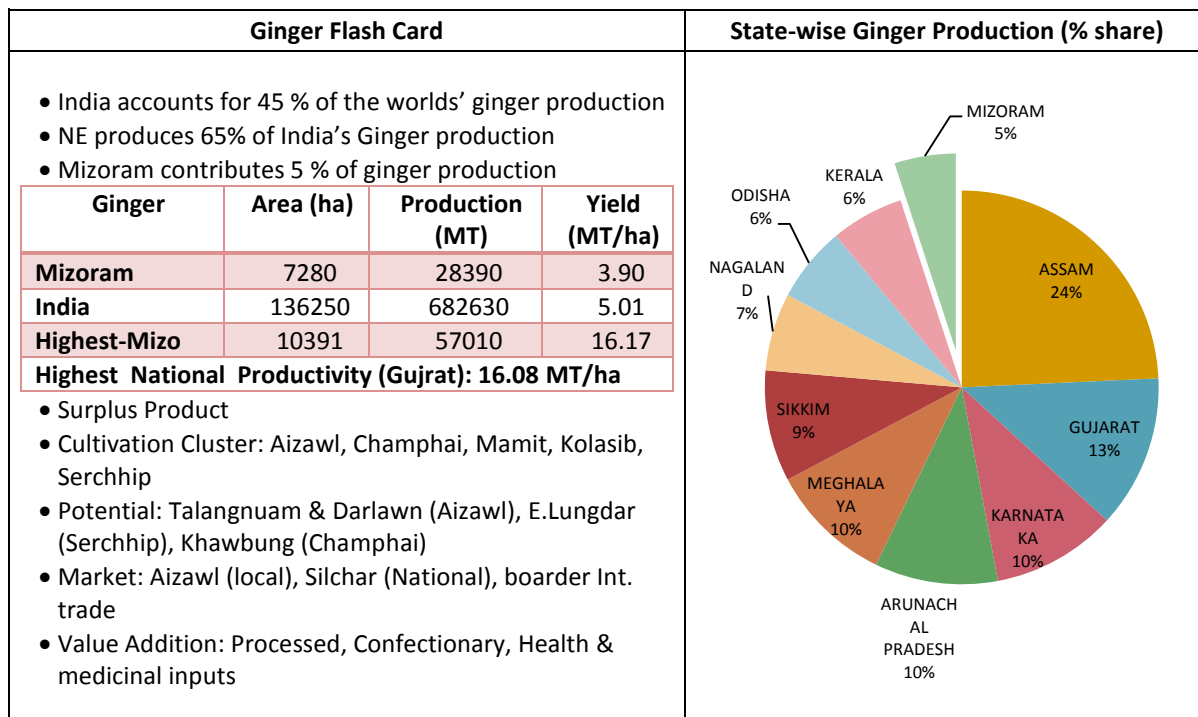 Ginger Flash Card
• India accounts for 45 % of the worlds’ ginger production
• NE produces 65% of India’s Ginger production
• Mizoram contributes 5 % of ginger production
Ginger Area (ha) Production Yield
(MT) (MT/ha)
Mizoram 7280 28390 3.90
India 136250 682630 5.01
Highest-Mizo 10391 57010 16.17
Highest National Productivity (Gujrat): 16.08 MT/ha
• Surplus Product
• Cultivation Cluster: Aizawl, Champhai, Mamit, Kolasib,
Serchhip
• Potential: Talangnuam & Darlawn (Aizawl), E.Lungdar
(Serchhip), Khawbung (Champhai)
• Market: Aizawl (local), Silchar (National), boarder Int.
trade
• Value Addition: Processed, Confectionary, Health &
medicinal inputs
State-wise Ginger Production (% share)
MIZORAM
5%
KERALA
6%
ODISHA
6%
NAGALAN
D
7%
SIKKIM
9%
MEGHALA
YA
10%
ARUNACH
AL
PRADESH
10%
KARNATA
KA
10%
GUJARAT
13%
ASSAM
24%